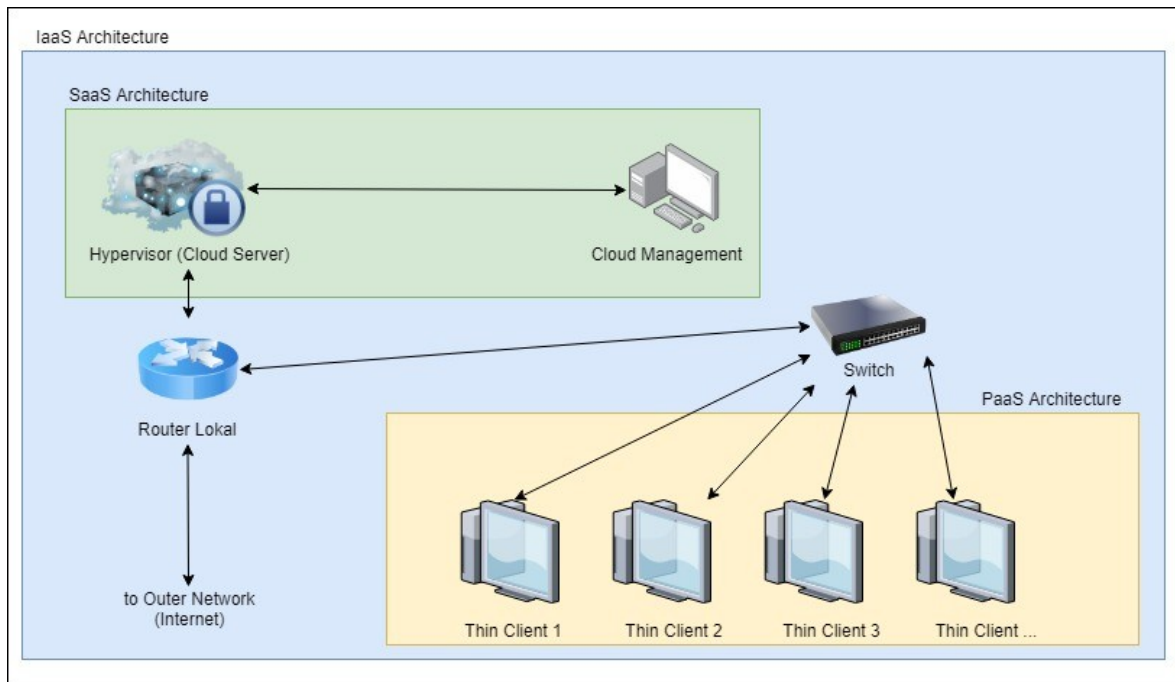 IaaS Architecture
SaaS Architecture
Hypervisor (Cloud Server)
Cloud Management
Switch
Router Lokal
PaaS Architecture
to Outer Network
(Internet)
Thin Client 1
Thin Client 2
Thin Client 3
Thin Client ...